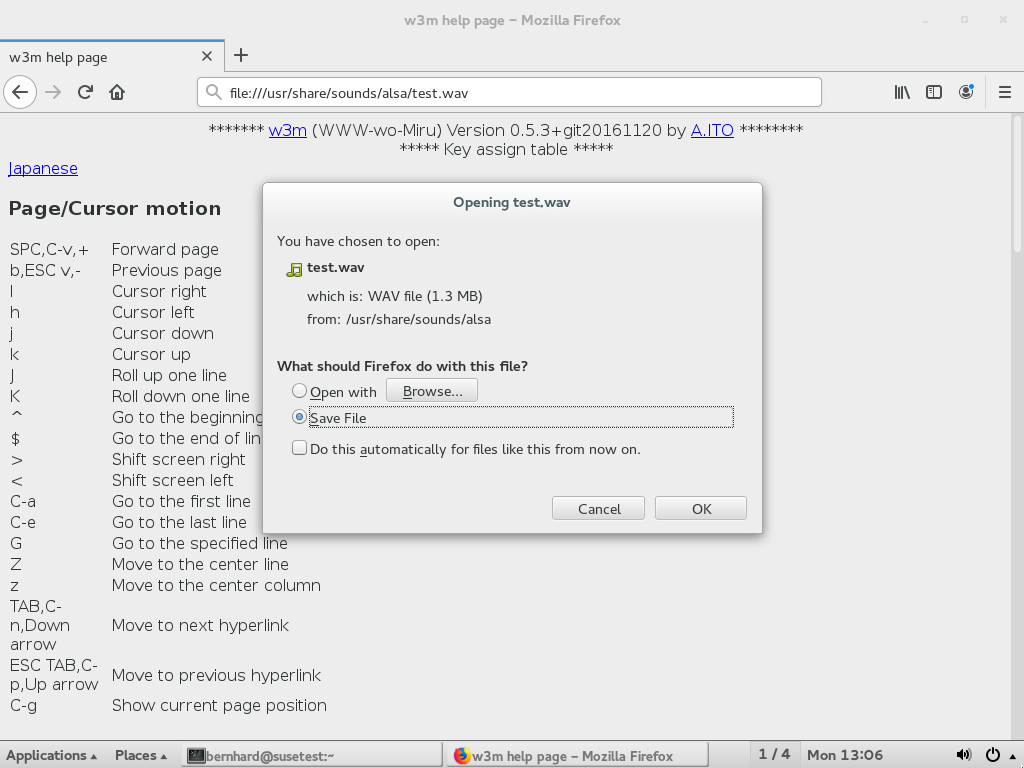 w3m help page – Mozilla Firefox
w3m help page
file:///usr/share/sounds/alsa/test.wav
******* w3m (WWW-wo-Miru) Version 0.5.3+git20161120 by A.ITO ********
***** Key assign table *****
Japanese
Page/Cursor motion
SPC,C-v,+ Forward page
b,ESC v,- Previous page
l Cursor right
h Cursor left
j Cursor down
k Cursor up
J Roll up one line
K Roll down one line
^ Go to the beginning
$ Go to the end of lin
> Shift screen right
< Shift screen left
C-a Go to the first line
C-e Go to the last line
G Go to the specified line
Z Move to the center line
z Move to the center column
TAB,C-
n,Down Move to next hyperlink
arrow
ESC TAB,C-
p,Up arrow Move to previous hyperlink
C-g Show current page position
Opening test.wav
You have chosen to open:
test.wav
which is: WAV file (1.3 MB)
from: /usr/share/sounds/alsa
What should Firefox do with this file?
Open with Browse...
Save File
Do this automatically for files like this from now on.
Cancel OK
Applications Places bernhard@susetest:~ w3m help page – Mozilla Firefox 1 / 4 Mon 13:06